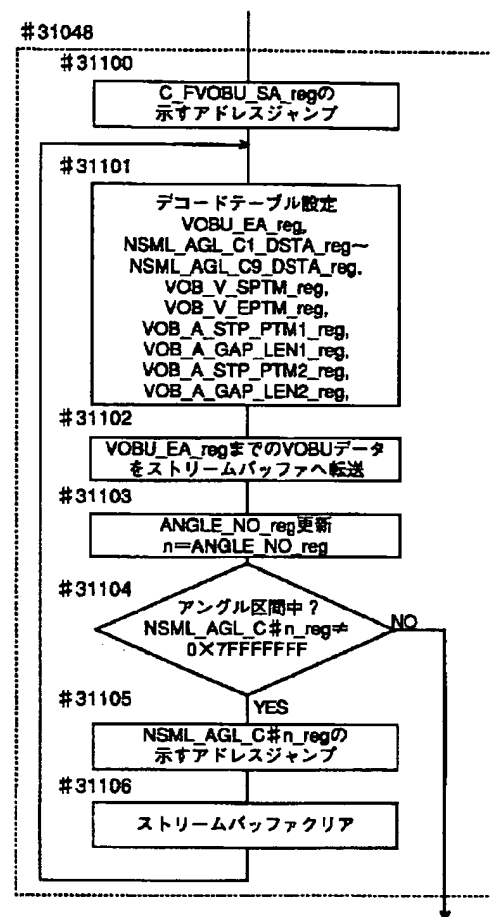 #31048
#31100
C_FVOBU_SA_regの
示すアドレスジャンプ
#31101
デコードテーブル設定
VOBU_EA_reg,
NSML_AGL_C1_DSTA_reg~
NSML_AGL_C9_DSTA_reg,
VOB_V_SPTM_reg,
VOB_V_EPTM_reg,
VOB_A_STP_PTM1_reg,
VOB_A_GAP_LEN1_reg,
VOB_A_STP_PTM2_reg,
VOB_A_GAP_LEN2_reg,
#31102
VOBU_EA_regまでのVOBUデータ
をストリームバッファへ転送
#31103
ANGLE_NO_reg更新
n=ANGLE_NO_reg
#31104
アングル区間中?
NSML_AGL_C#n_reg≠
0×7FFFFFFF
NO
YES
#31105
NSML_AGL_C#n_regの
示すアドレスジャンプ
#31106
ストリームバッファクリア